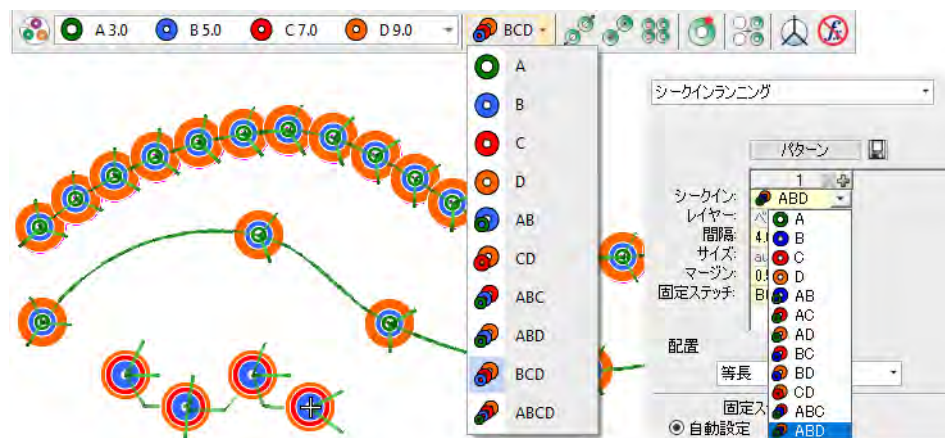 A 3.0 B 5.0 C 7.0 D 9.0 BCD
A
B
C
D
AB
CD
ABC
ABD
BCD
ABCD
シークインランニング
パターン
1
シークイン: ABD
レイヤー:
間隔:
サイズ:
マージン:
固定ステッチ:
A
B
C
D
AB
AC
AD
BC
BD
CD
ABC
ABD
配置
等長
固定ス
自動設定